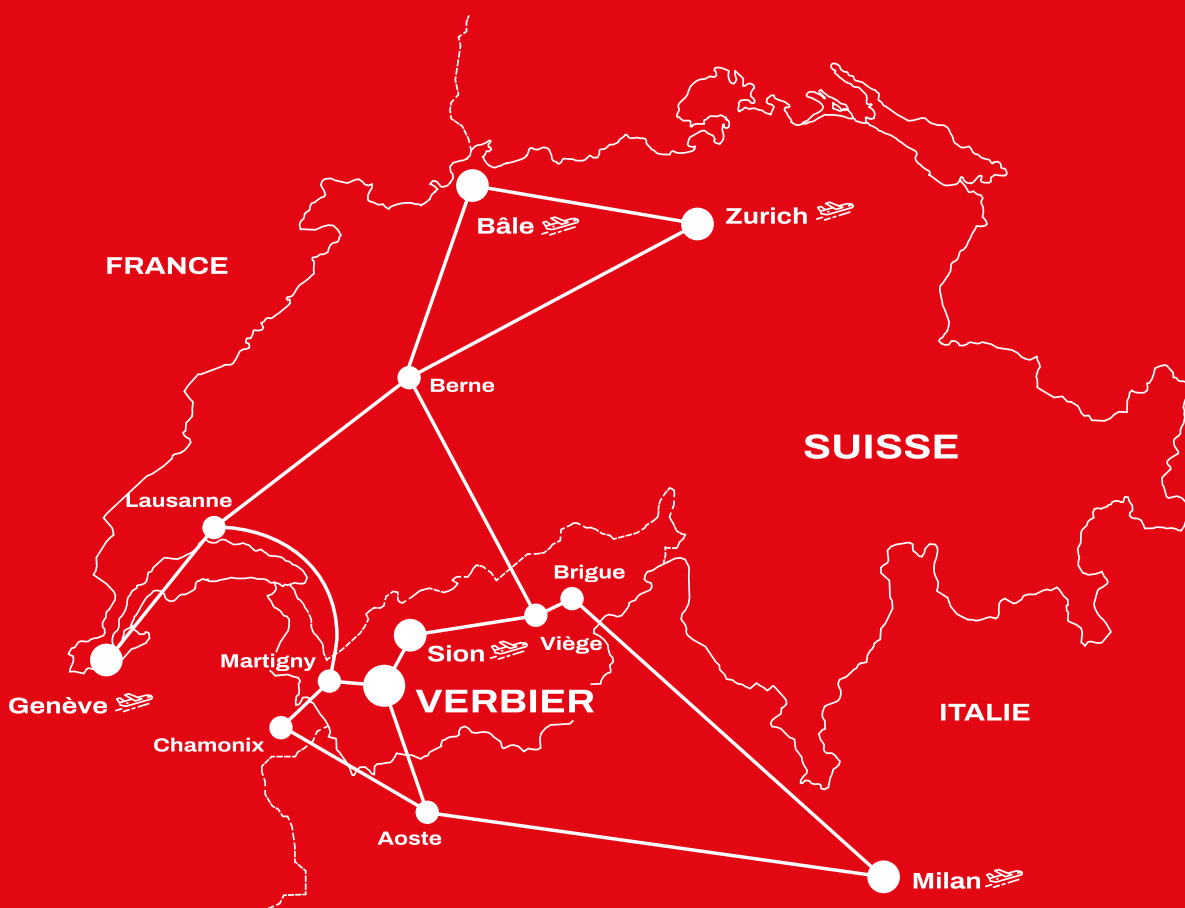 Bâle
Zurich
FRANCE
Berne
SUISSE
Lausanne
Brigue
Viège
Sion
Martigny
VERBIER
Genève
ITALIE
Chamonix
Aoste
Milan